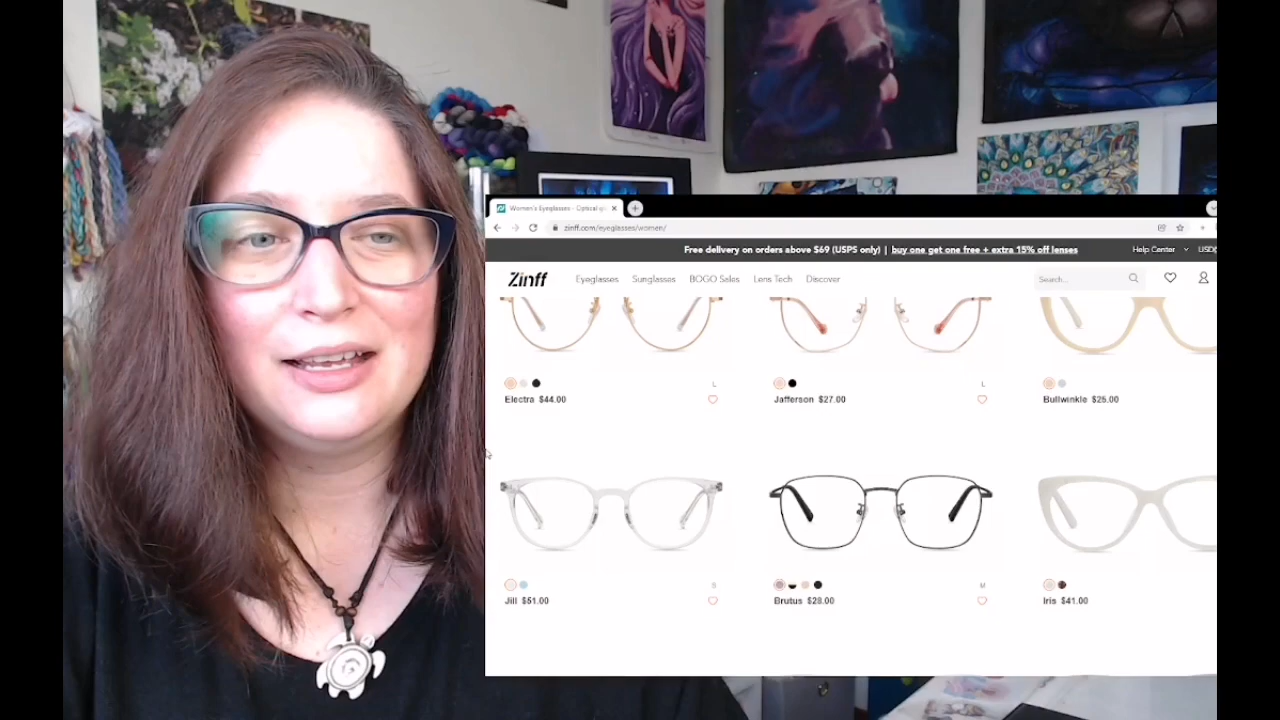 Women's Eyeglasses - Optical gl
zinff.com/eyeglasses/women/
Free delivery on orders above $69 (USPS only) | buy one get one free + extra 15% off lenses
Help Center
Zinff
Eyeglasses Sunglasses BOGO Sales Lens Tech Discover
Search...
L
L
Electra $44.00
Jafferson $27.00
Bullwinkle $25.00
S
M
Jill $51.00
Brutus $28.00
Iris $41.00